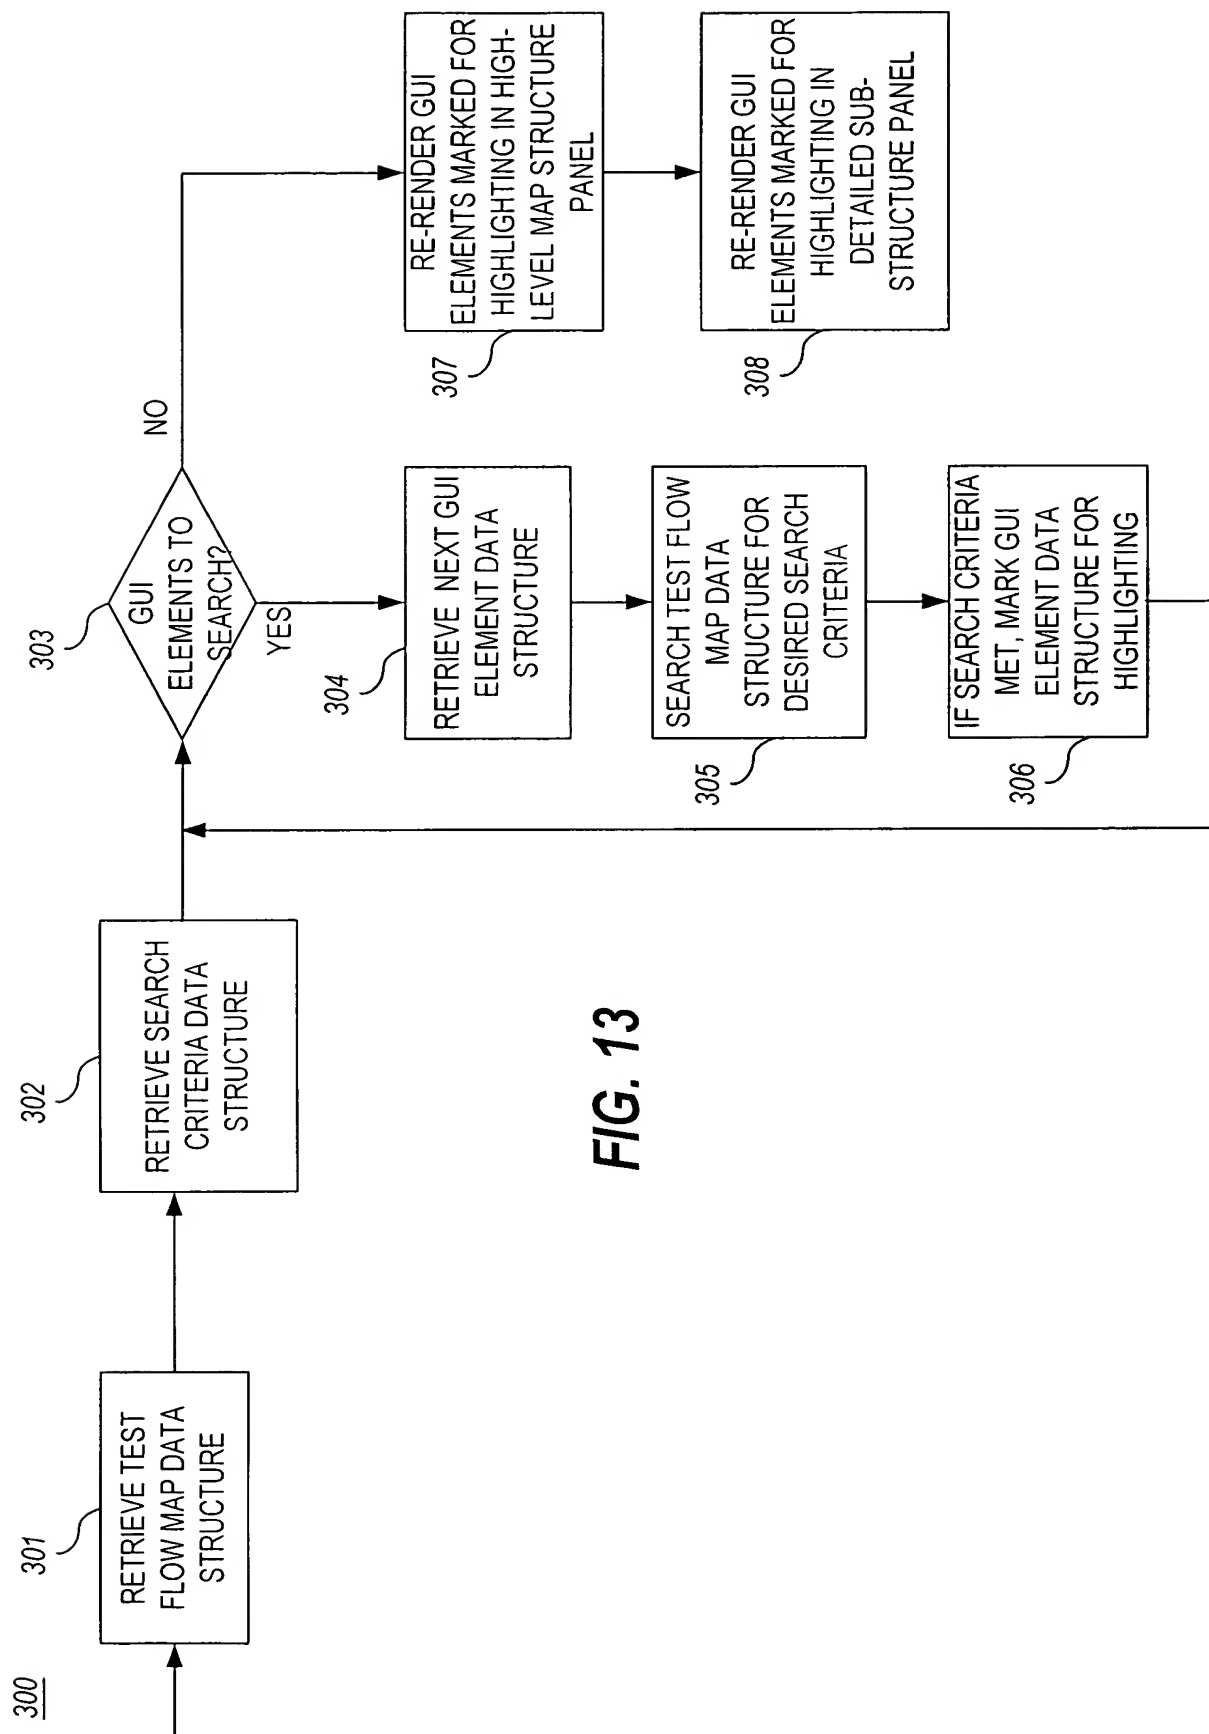 300
301
RETRIEVE TEST
FLOW MAP DATA
STRUCTURE
302
RETRIEVE SEARCH
CRITERIA DATA
STRUCTURE
303
GUI
ELEMENTS TO
SEARCH?
YES
NO
304
RETRIEVE NEXT GUI
ELEMENT DATA
STRUCTURE
305
SEARCH TEST FLOW
MAP DATA
STRUCTURE FOR
DESIRED SEARCH
CRITERIA
306
IF SEARCH CRITERIA
MET, MARK GUI
ELEMENT DATA
STRUCTURE FOR
HIGHLIGHTING
307
RE-RENDER GUI
ELEMENTS MARKED FOR
HIGHLIGHTING IN HIGH-
LEVEL MAP STRUCTURE
PANEL
308
RE-RENDER GUI
ELEMENTS MARKED FOR
HIGHLIGHTING IN
DETAILED SUB-
STRUCTURE PANEL
FIG. 13